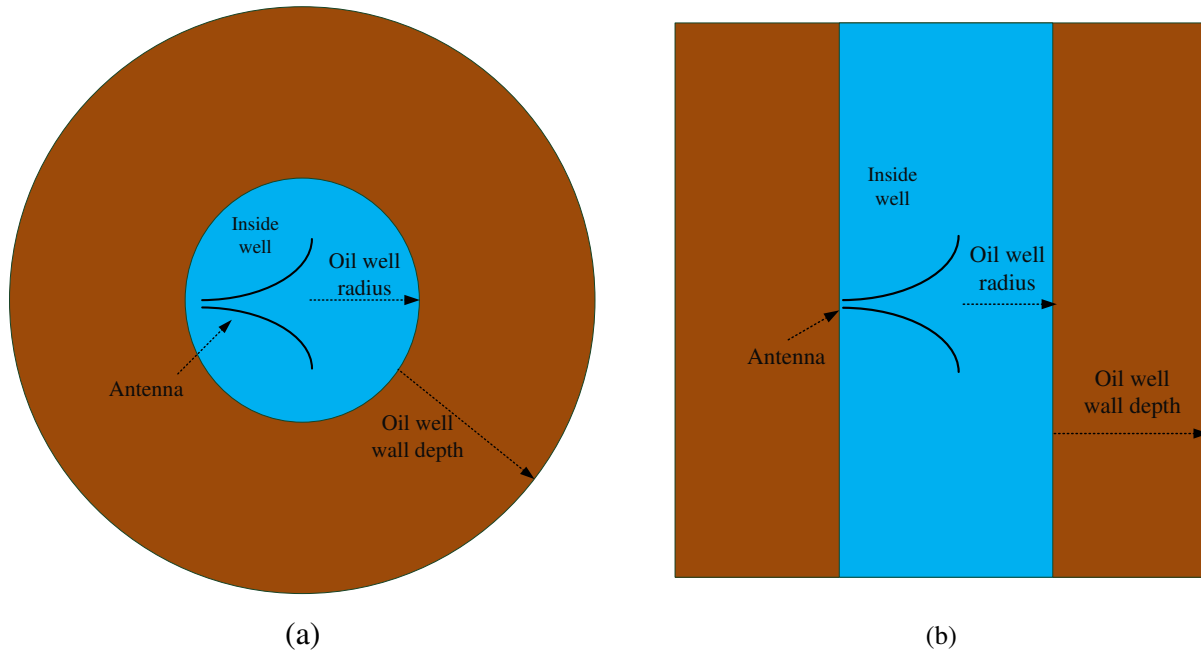 Inside
well
Oil well
radius
Antenna
Oil well
wall depth
(a)
Inside
well
Oil well
radius
Antenna
Oil well
wall depth
(b)